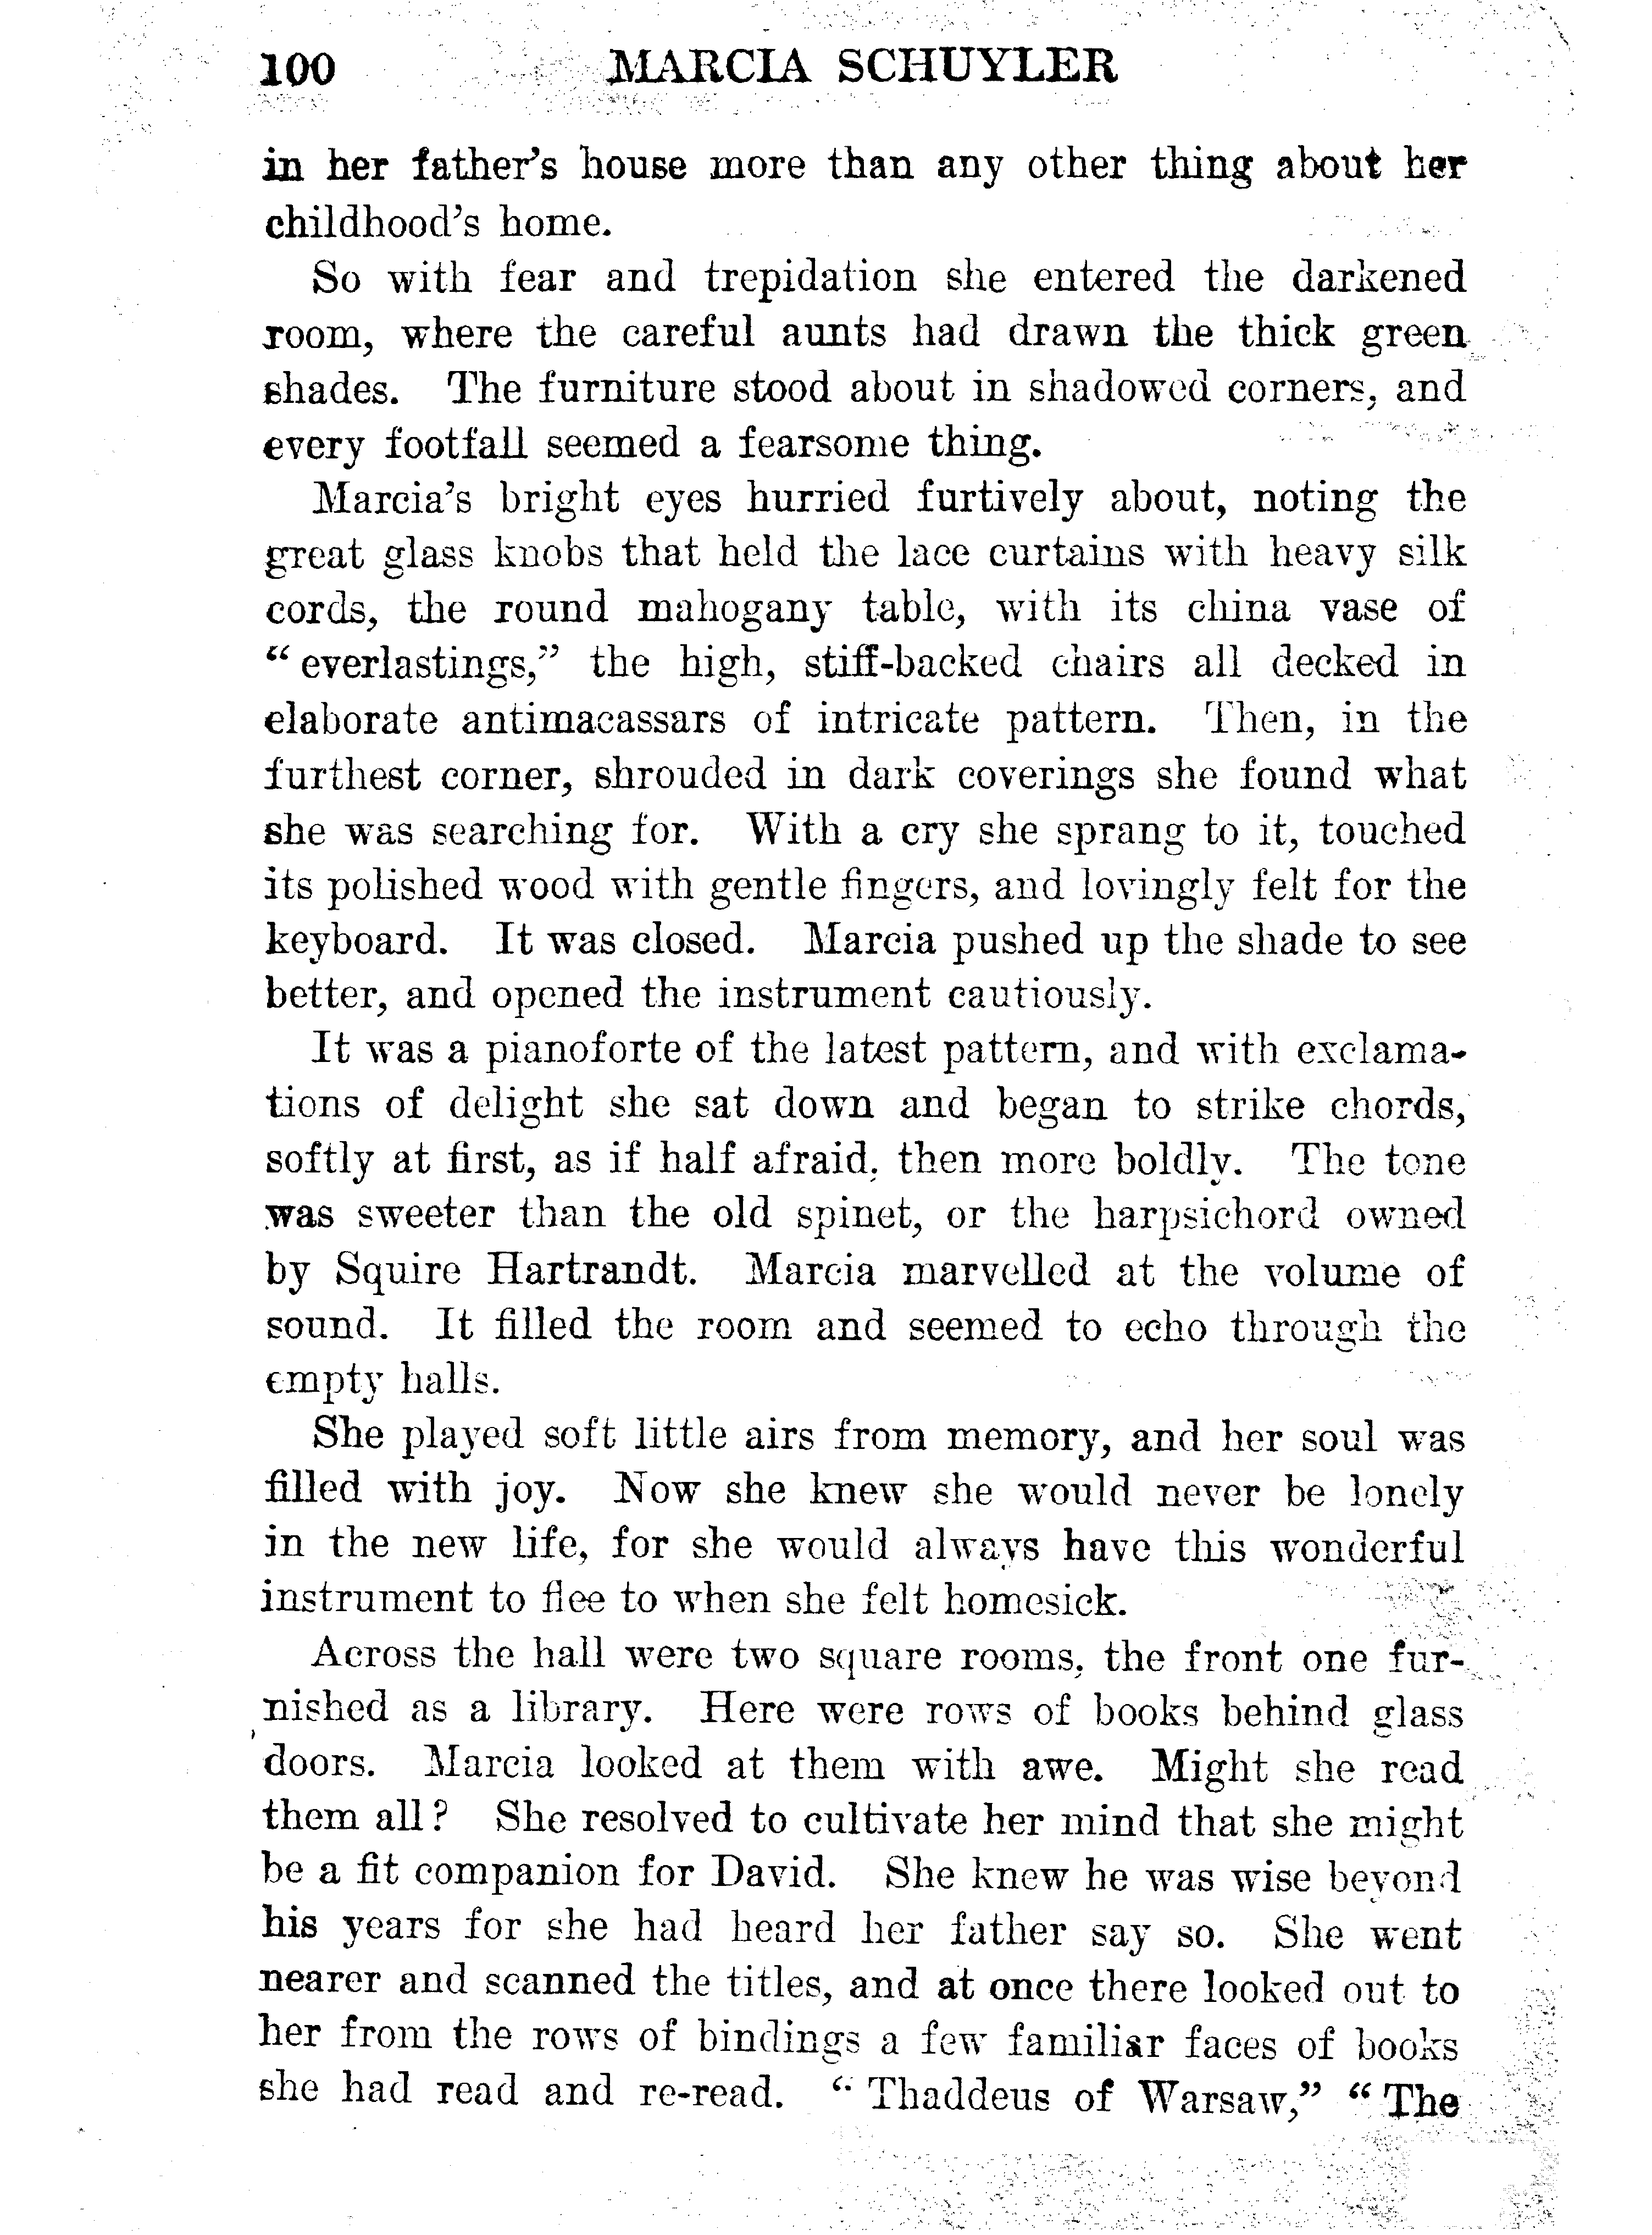 100 MARCIA SCHUYLER
in her father's house more than any other thing about her
childhood's home.
So with fear and trepidation she entered the darkened
room, where the careful aunts had drawn the thick green
shades. The furniture stood about in shadowed corners, and
every footfall seemed a fearsome thing.
Marcia's bright eyes hurried furtively about, noting the
great glass knobs that held the lace curtains with heavy silk
cords, the round mahogany table, with its china vase of
“everlastings,” the high, stiff-backed chairs all decked in
elaborate antimacassars of intricate pattern. Then, in the
furthest corner, shrouded in dark coverings she found what
she was searching for. With a cry she sprang to it, touched
its polished wood with gentle fingers, and lovingly felt for the
keyboard. It was closed. Marcia pushed up the shade to see
better, and opened the instrument cautiously.
It was a pianoforte of the latest pattern, and with exclama-
tions of delight she sat down and began to strike chords,
softly at first, as if half afraid, then more boldly. The tone
was sweeter than the old spinet, or the harpsichord owned
by Squire Hartrandt. Marcia marvelled at the volume of
sound. It filled the room and seemed to echo through the
empty halls.
She played soft little airs from memory, and her soul was
filled with joy. Now she knew she would never be lonely
in the new life, for she would always have this wonderful
instrument to flee to when she felt homesick.
Across the hall were two square rooms, the front one fur-
nished as a library. Here were rows of books behind glass
doors. Marcia looked at them with awe. Might she read
them all? She resolved to cultivate her mind that she might
be a fit companion for David. She knew he was wise beyond
his years for she had heard her father say so. She went
nearer and scanned the titles, and at once there looked out to
her from the rows of bindings a few familiar faces of books
she had read and re-read. “Thaddeus of Warsaw,” “The